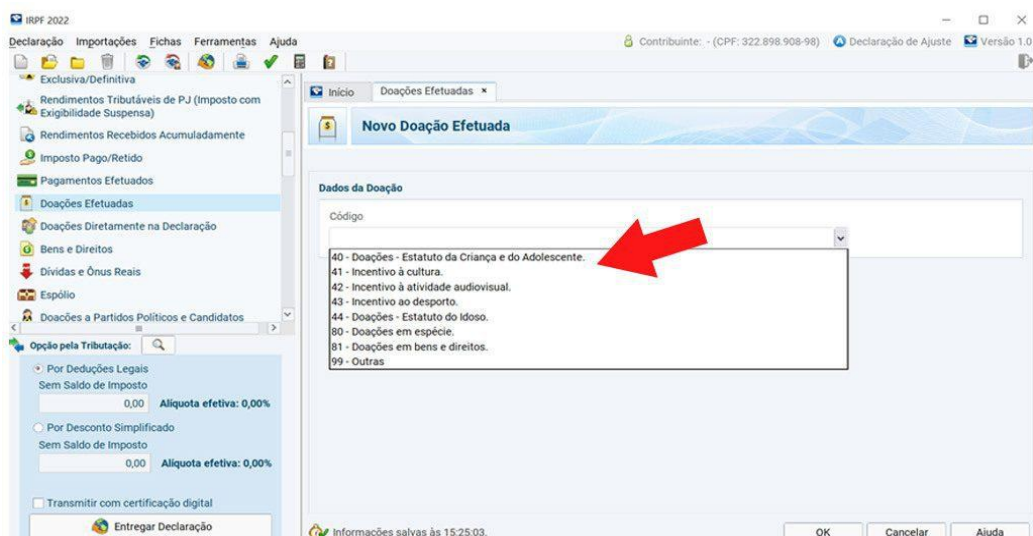 IRPF 2022
Declaração Importações Fichas Ferramentas Ajuda
Contribuinte: - (CPF: 322.898.908-98) Declaração de Ajuste Versão 1.0
Exclusiva/Definitiva
Rendimentos Tributáveis de PJ (Imposto com
Exigibilidade Suspensa)
Rendimentos Recebidos Acumuladamente
Imposto Pago/Retido
Pagamentos Efetuados
Doações Efetuadas
Doações Diretamente na Declaração
Bens e Direitos
Dívidas e Ônus Reais
Espólio
Doações a Partidos Políticos e Candidatos
Opção pela Tributação:
Por Deduções Legais
Sem Saldo de Imposto
0,00 Alíquota efetiva: 0,00%
Por Desconto Simplificado
Sem Saldo de Imposto
0,00 Alíquota efetiva: 0,00%
Transmitir com certificação digital
Entregar Declaração
Início Doações Efetuadas ×
Novo Doação Efetuada
Dados da Doação
Código
40 - Doações - Estatuto da Criança e do Adolescente.
41 - Incentivo à cultura.
42 - Incentivo à atividade audiovisual.
43 - Incentivo ao desporto.
44 - Doações - Estatuto do Idoso.
80 - Doações em espécie.
81 - Doações em bens e direitos.
99 - Outras
Informações salvas às 15:25:03.
OK Cancelar Ajuda